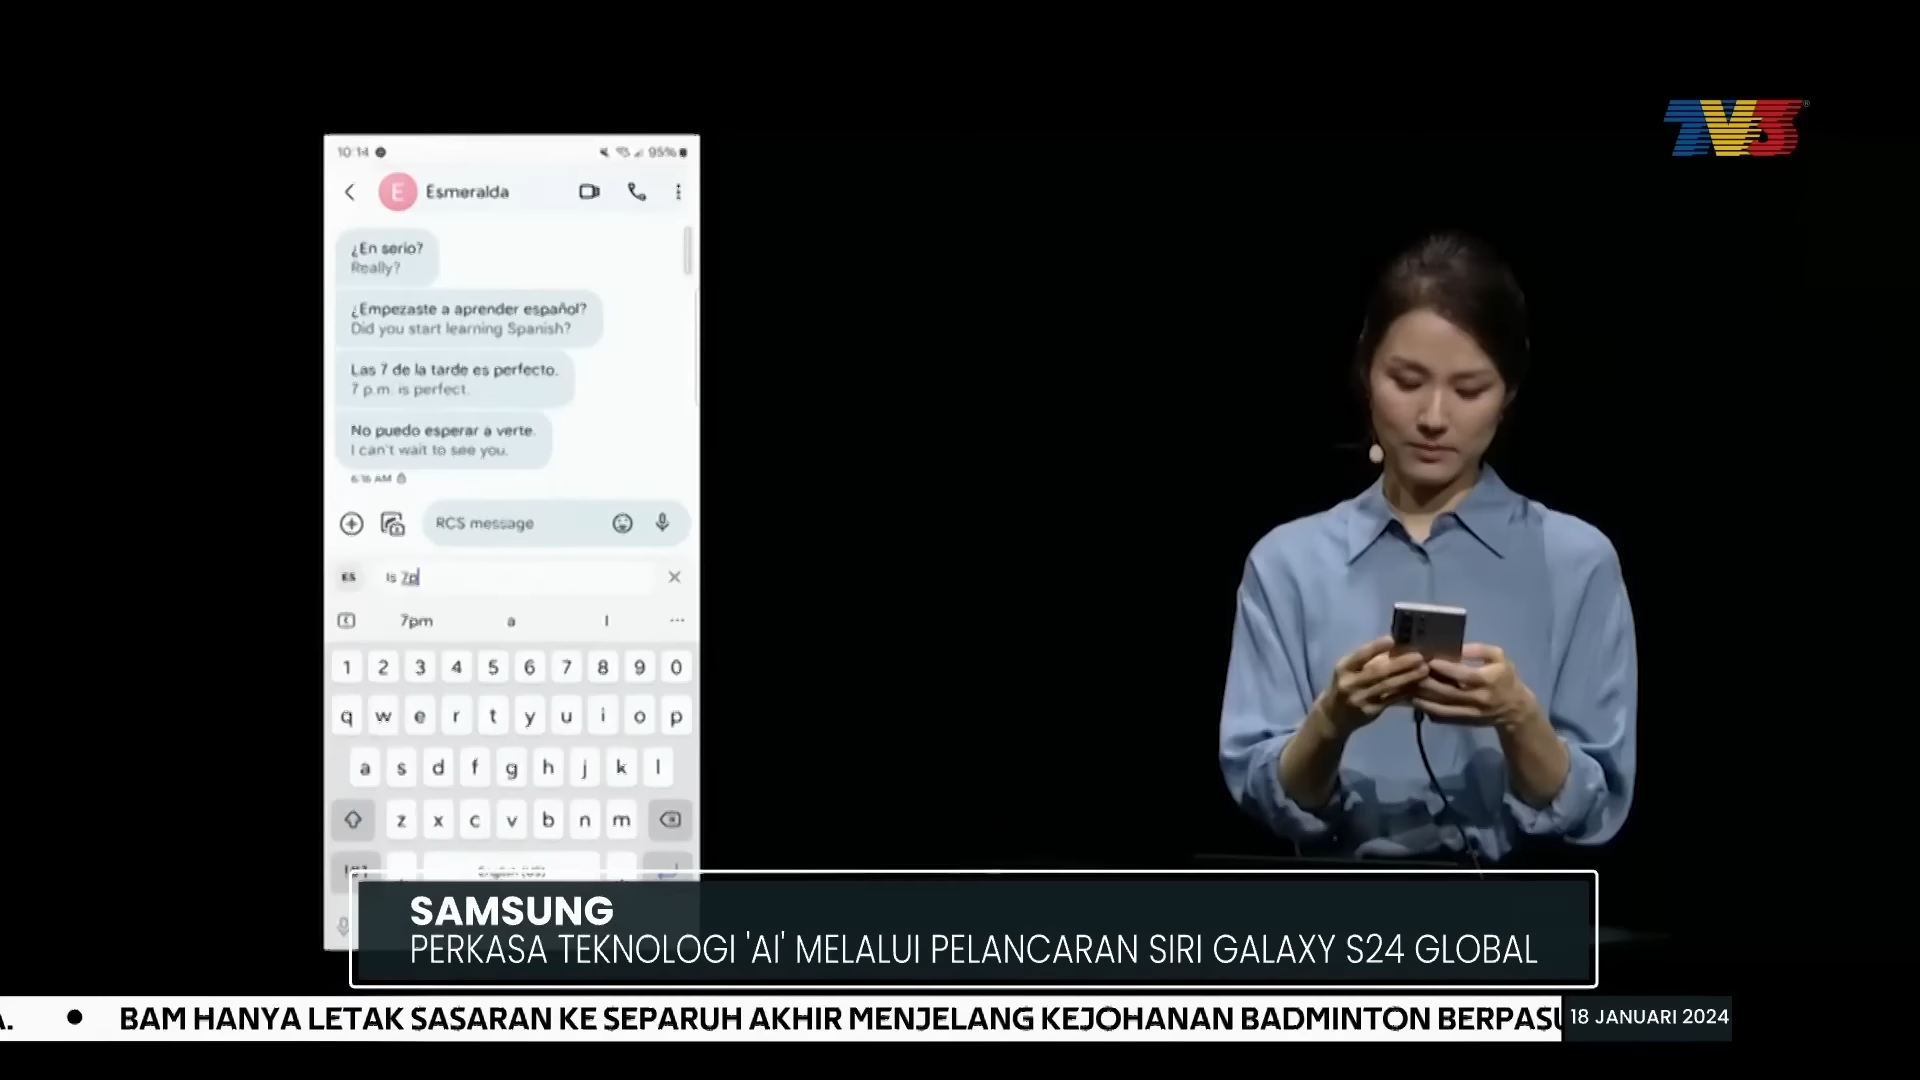 TV3
10:14
95%
E Esmeralda
¿En serio?
Really?
¿Empezaste a aprender español?
Did you start learning Spanish?
Las 7 de la tarde es perfecto.
7 p.m. is perfect.
No puedo esperar a verte.
I can't wait to see you.
6:16 AM
RCS message
ES Is 7p
7pm a I
1 2 3 4 5 6 7 8 9 0
q w e r t y u i o p
a s d f g h j k l
z x c v b n m
English (US)
SAMSUNG
PERKASA TEKNOLOGI 'AI' MELALUI PELANCARAN SIRI GALAXY S24 GLOBAL
A. • BAM HANYA LETAK SASARAN KE SEPARUH AKHIR MENJELANG KEJOHANAN BADMINTON BERPASU
18 JANUARI 2024